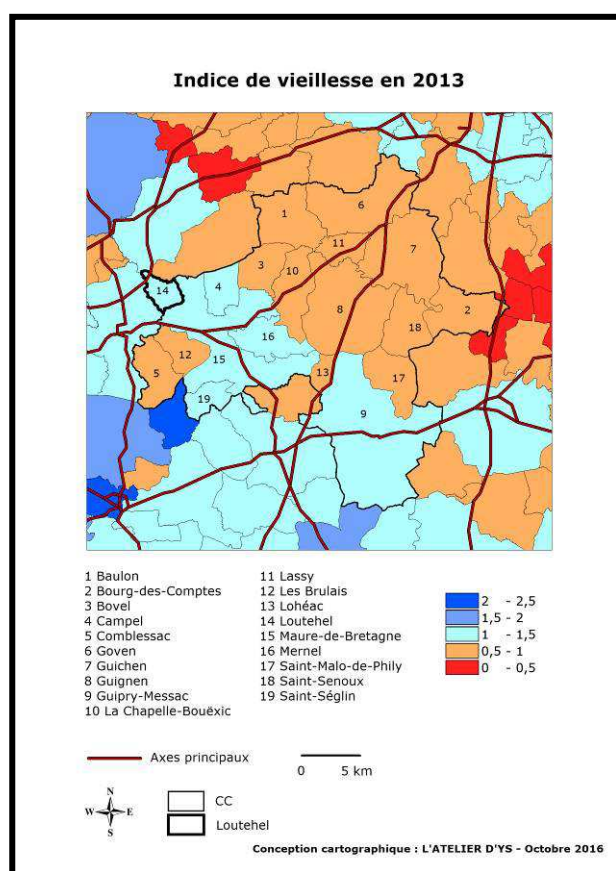 Indice de vieillesse en 2013
1
6
11
7
3
10
4
14
8
2
18
16
12
15
5
13
17
19
9
1 Baulon
2 Bourg-des-Comptes
3 Bovel
4 Campel
5 Comblessac
6 Goven
7 Guichen
8 Guignen
9 Guipry-Messac
10 La Chapelle-Bouëxic
11 Lassy
12 Les Brulais
13 Lohéac
14 Loutehel
15 Maure-de-Bretagne
16 Mernel
17 Saint-Malo-de-Phily
18 Saint-Senoux
19 Saint-Séglin
2 - 2,5
1,5 - 2
1 - 1,5
0,5 - 1
0 - 0,5
Axes principaux
0 5 km
N
W E
S
CC
Loutehel
Conception cartographique : L'ATELIER D'YS - Octobre 2016